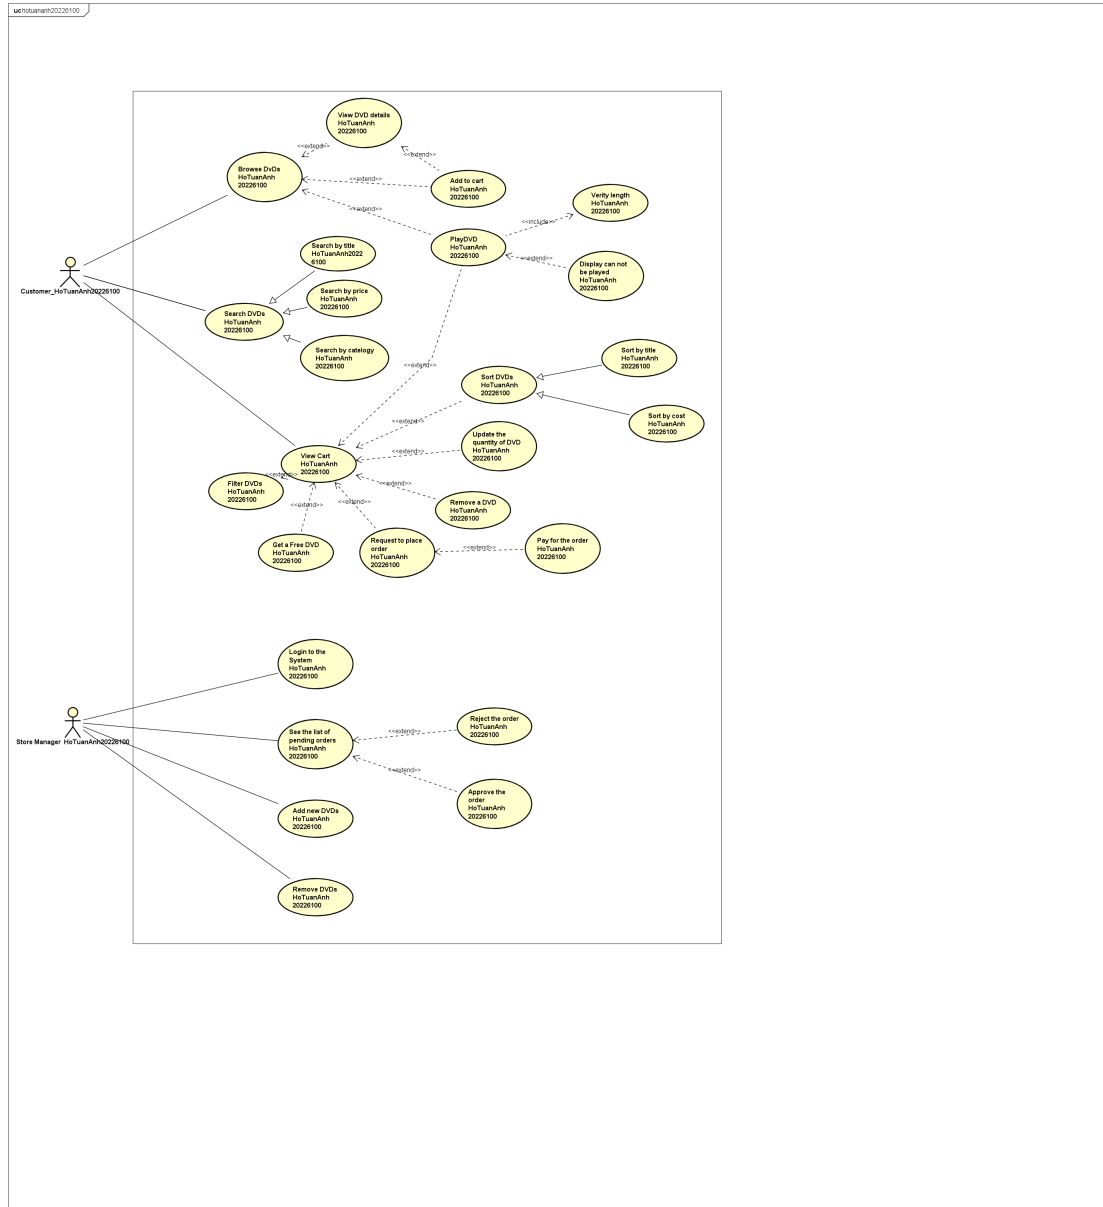 uchotuananh20226100
View DVD details
HoTuanAnh
20226100
<<extend>>
<<extend>>
Browse DvDs
HoTuanAnh
20226100
<<extend>>
Add to cart
HoTuanAnh
20226100
<<extend>>
Verity length
HoTuanAnh
20226100
<<include>>
PlayDVD
HoTuanAnh
20226100
<<extend>>
Display can not
be played
HoTuanAnh
20226100
Search by title
HoTuanAnh2022
6100
Customer_HoTuanAnh20226100
Search by price
HoTuanAnh
20226100
Search DVDs
HoTuanAnh
20226100
Search by catelogy
HoTuanAnh
20226100
<<extend>>
Sort by title
HoTuanAnh
20226100
Sort DVDs
HoTuanAnh
20226100
Sort by cost
HoTuanAnh
20226100
<<extend>>
Update the
quantity of DVD
HoTuanAnh
20226100
<<extend>>
View Cart
HoTuanAnh
20226100
<<extend>>
Filter DVDs
HoTuanAnh
20226100
<<extend>>
Remove a DVD
HoTuanAnh
20226100
<<extend>>
<<extend>>
Get a Free DVD
HoTuanAnh
20226100
Request to place
order
HoTuanAnh
20226100
<<extend>>
Pay for the order
HoTuanAnh
20226100
Login to the
System
HoTuanAnh
20226100
Store Manager_HoTuanAnh20226100
See the list of
pending orders
HoTuanAnh
20226100
<<extend>>
Reject the order
HoTuanAnh
20226100
<<extend>>
Approve the
order
HoTuanAnh
20226100
Add new DVDs
HoTuanAnh
20226100
Remove DVDs
HoTuanAnh
20226100